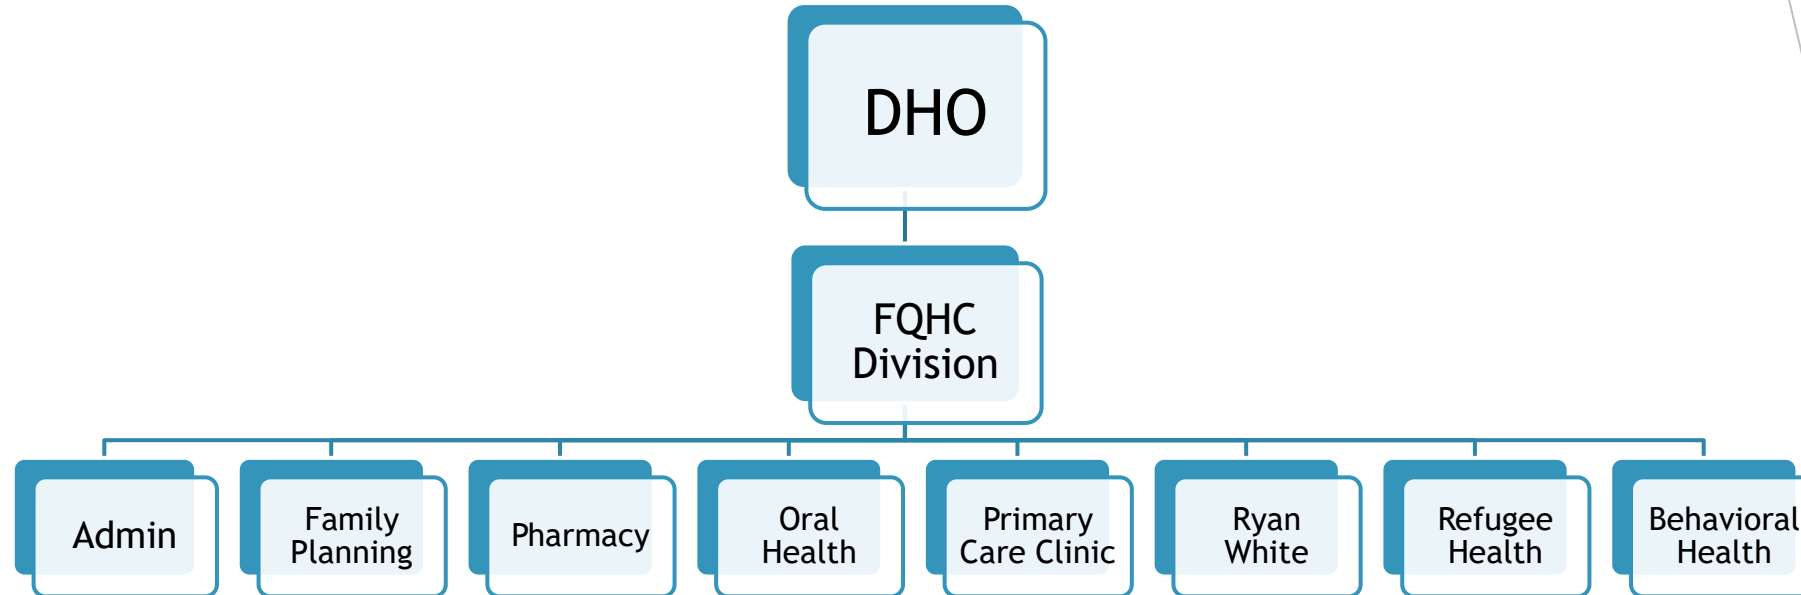 DHO
FQHC
Division
Admin
Family
Planning
Pharmacy
Oral
Health
Primary
Care Clinic
Ryan
White
Refugee
Health
Behavioral
Health